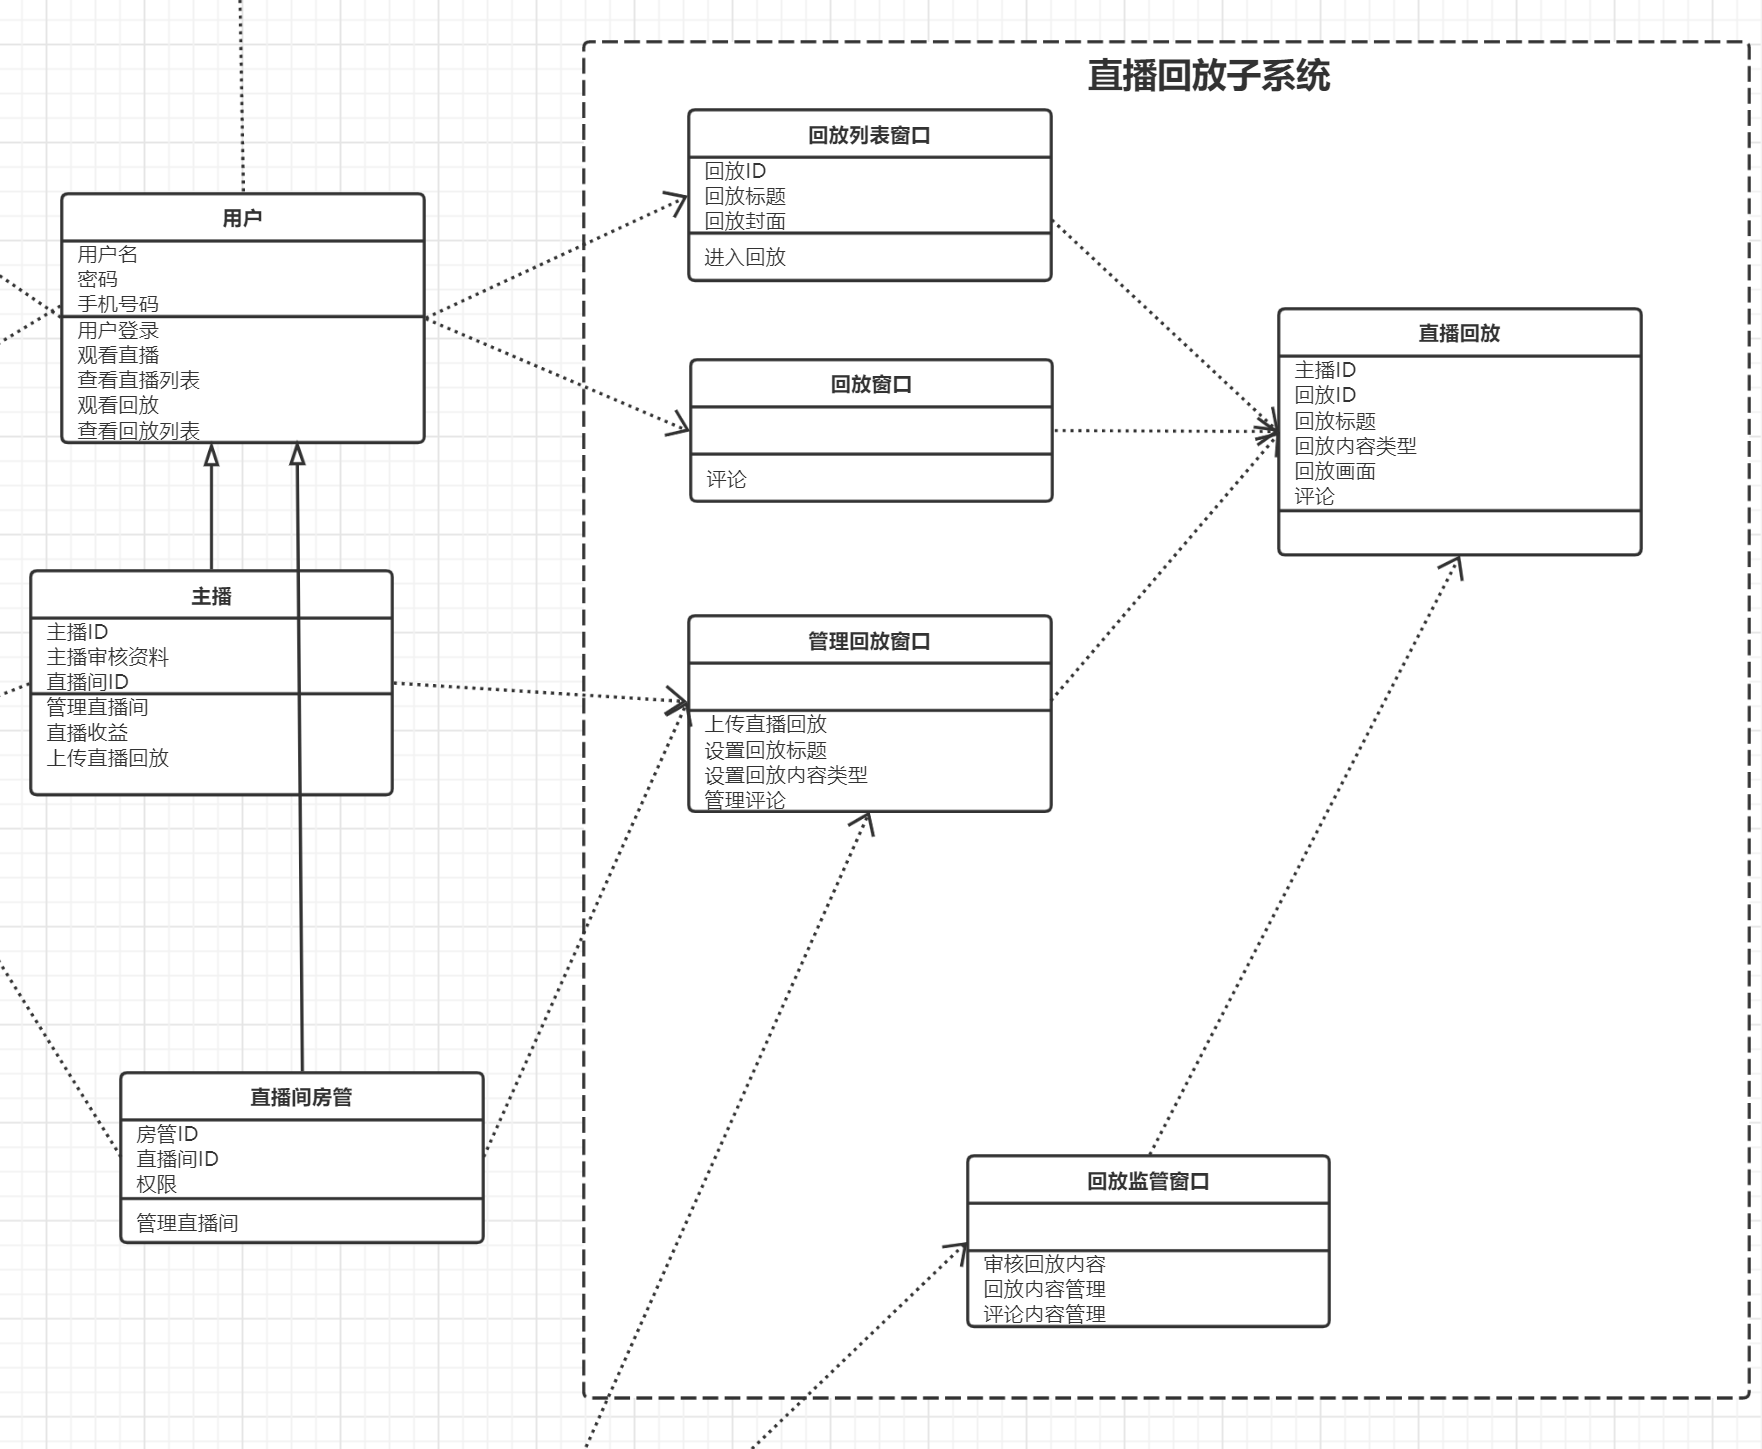 直播回放子系统
回放列表窗口
回放ID
回放标题
回放封面
进入回放
用户
用户名
密码
手机号码
用户登录
观看直播
查看直播列表
观看回放
查看回放列表
回放窗口
评论
直播回放
主播ID
回放ID
回放标题
回放内容类型
回放画面
评论
主播
主播ID
主播审核资料
直播间ID
管理直播间
直播收益
上传直播回放
管理回放窗口
上传直播回放
设置回放标题
设置回放内容类型
管理评论
直播间房管
房管ID
直播间ID
权限
管理直播间
回放监管窗口
审核回放内容
回放内容管理
评论内容管理